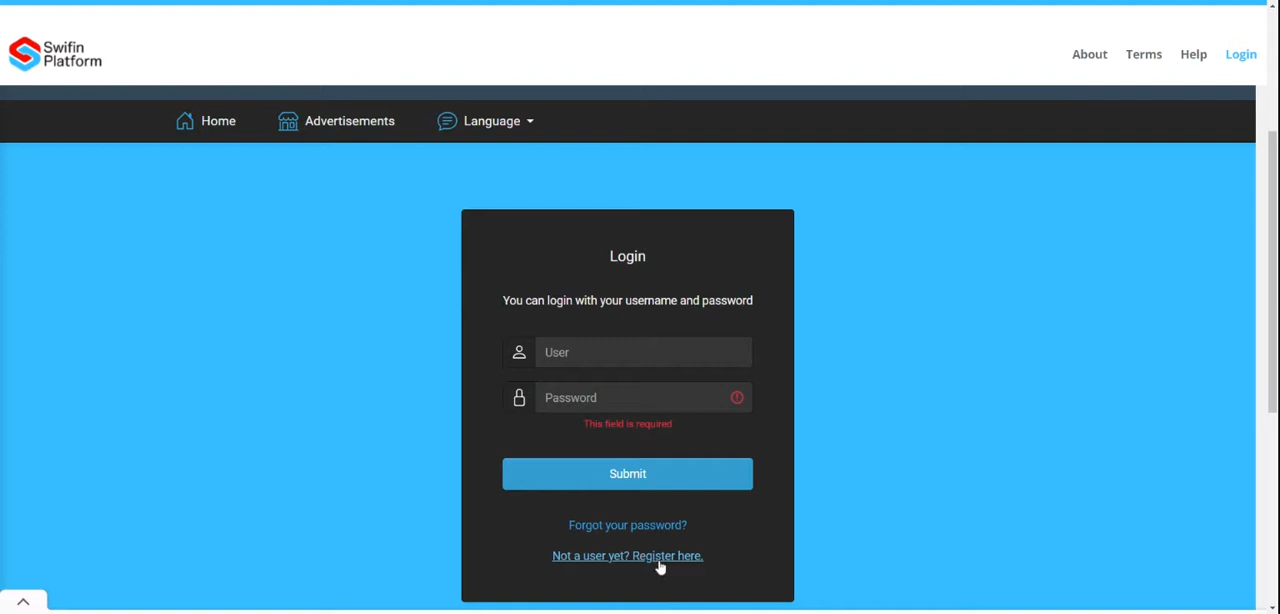 Swifin
Platform
About Terms Help Login
Home Advertisements Language
Login
You can login with your username and password
User
Password
This field is required
Submit
Forgot your password?
Not a user yet? Register here.